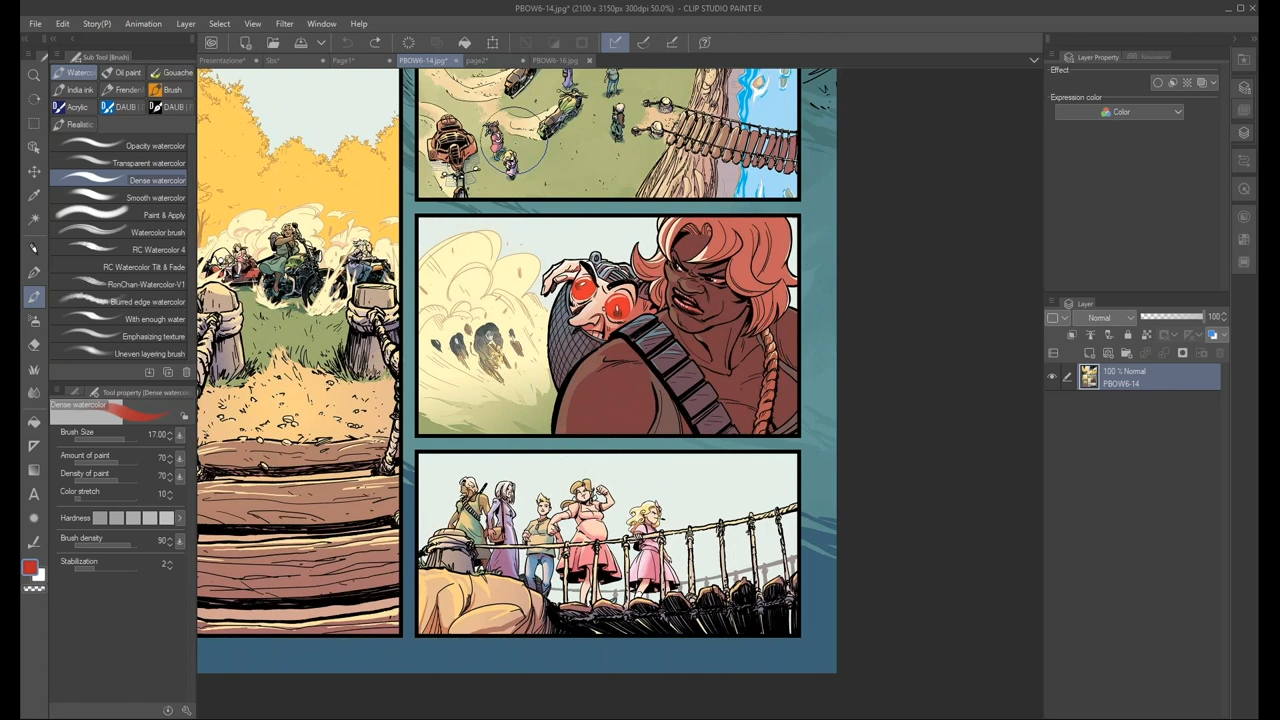 PBOW6-14.jpg* (2100 x 3150px 300dpi 50.0%) - CLIP STUDIO PAINT EX
File Edit Story(P) Animation Layer Select View Filter Window Help
Sub Tool [Brush]
Presentazione* Sbs* Page1* PBOW6-14.jpg* page2* PBOW6-16.jpg
Waterc Oil paint Gouache
India ink Frender Brush
Acrylic DAUB DAUB
Realistic
Opacity watercolor
Transparent watercolor
Dense watercolor
Smooth watercolor
Paint & Apply
Watercolor brush
RC Watercolor 4
RC Watercolor Tilt & Fade
RonChan-Watercolor-V1
Blurred edge watercolor
With enough water
Emphasizing texture
Uneven layering brush
Tool property [Dense watercolor]
Dense watercolor
Brush Size 17.00
Amount of paint 70
Density of paint 70
Color stretch 10
Hardness
Brush density 90
Stabilization 2
A
Layer Property Navigator
Effect
Expression color
Color
Layer
Normal 100
100 % Normal
PBOW6-14